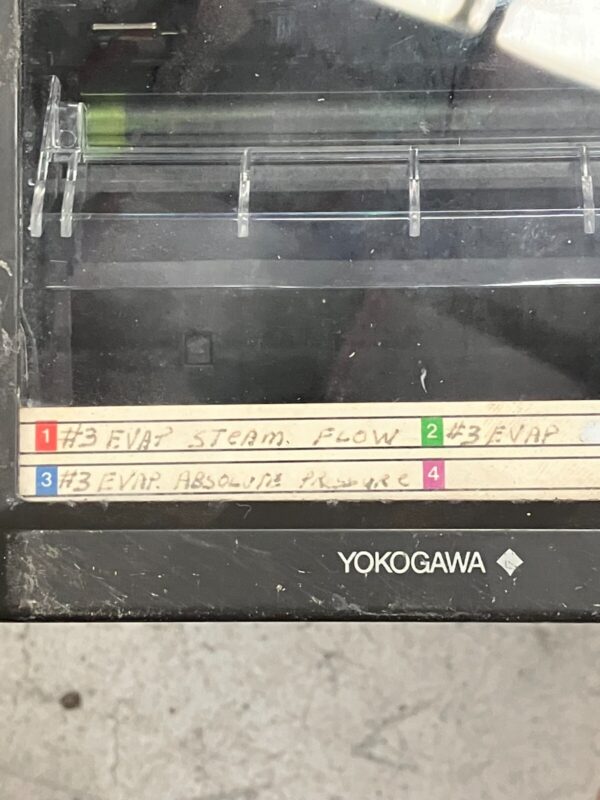 1 #3 EVAP STEAM. FLOW 2 #3 EVAP
3 #3 EVAP. ABSOLUTE PRESSURE 4
YOKOGAWA